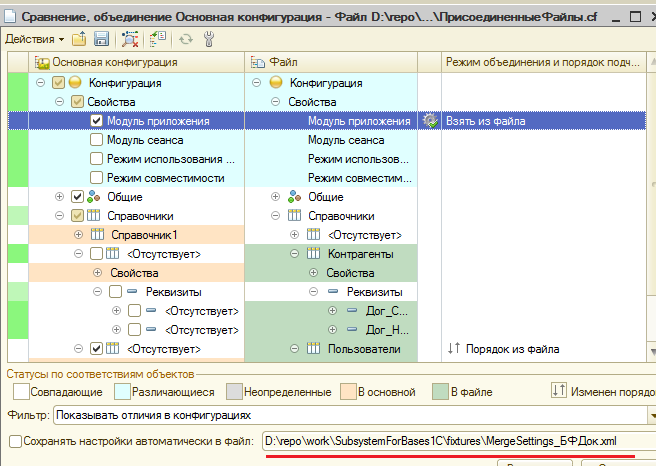 Сравнение, объединение Основная конфигурация - Файл D:\repo\...\ПрисоединенныеФайлы.cf
Действия
Основная конфигурация Файл Режим объединения и порядок подч...
Конфигурация Конфигурация
Свойства Свойства
Модуль приложения Модуль приложения Взять из файла
Модуль сеанса Модуль сеанса
Режим использования ... Режим использов...
Режим совместимости Режим совместим...
Общие Общие
Справочники Справочники
Справочник1 <Отсутствует>
<Отсутствует> Контрагенты
Свойства Свойства
Реквизиты Реквизиты
<Отсутствует> Дог_С...
<Отсутствует> Дог_Н...
<Отсутствует> Пользователи Порядок из файла
Статусы по соответствиям объектов
Совпадающие Различающиеся Неопределенные В основной В файле Изменен порядо
Фильтр: Показывать отличия в конфигурациях
Сохранять настройки автоматически в файл: D:\repo\work\SubsystemForBases1C\fixtures\MergeSettings_БФДок.xml